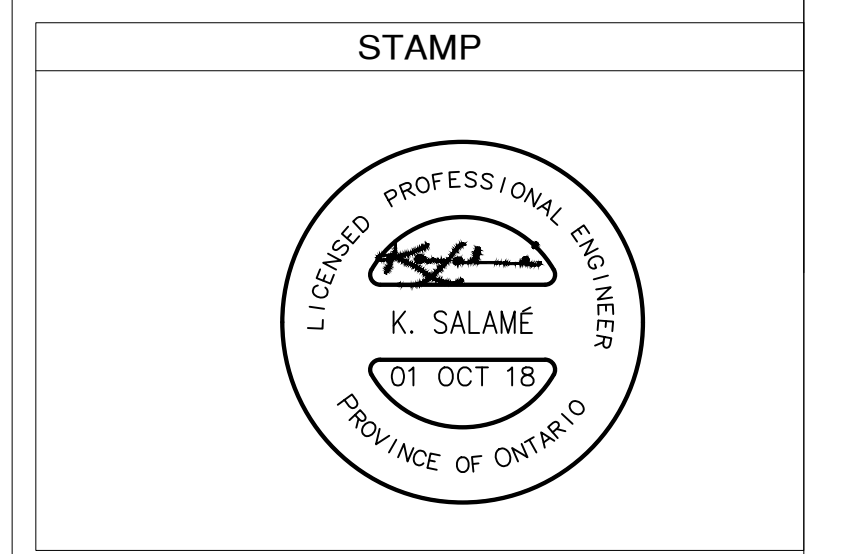 STAMP
LICENSED PROFESSIONAL ENGINEER
K. SALAMÉ
01 OCT 18
PROVINCE OF ONTARIO